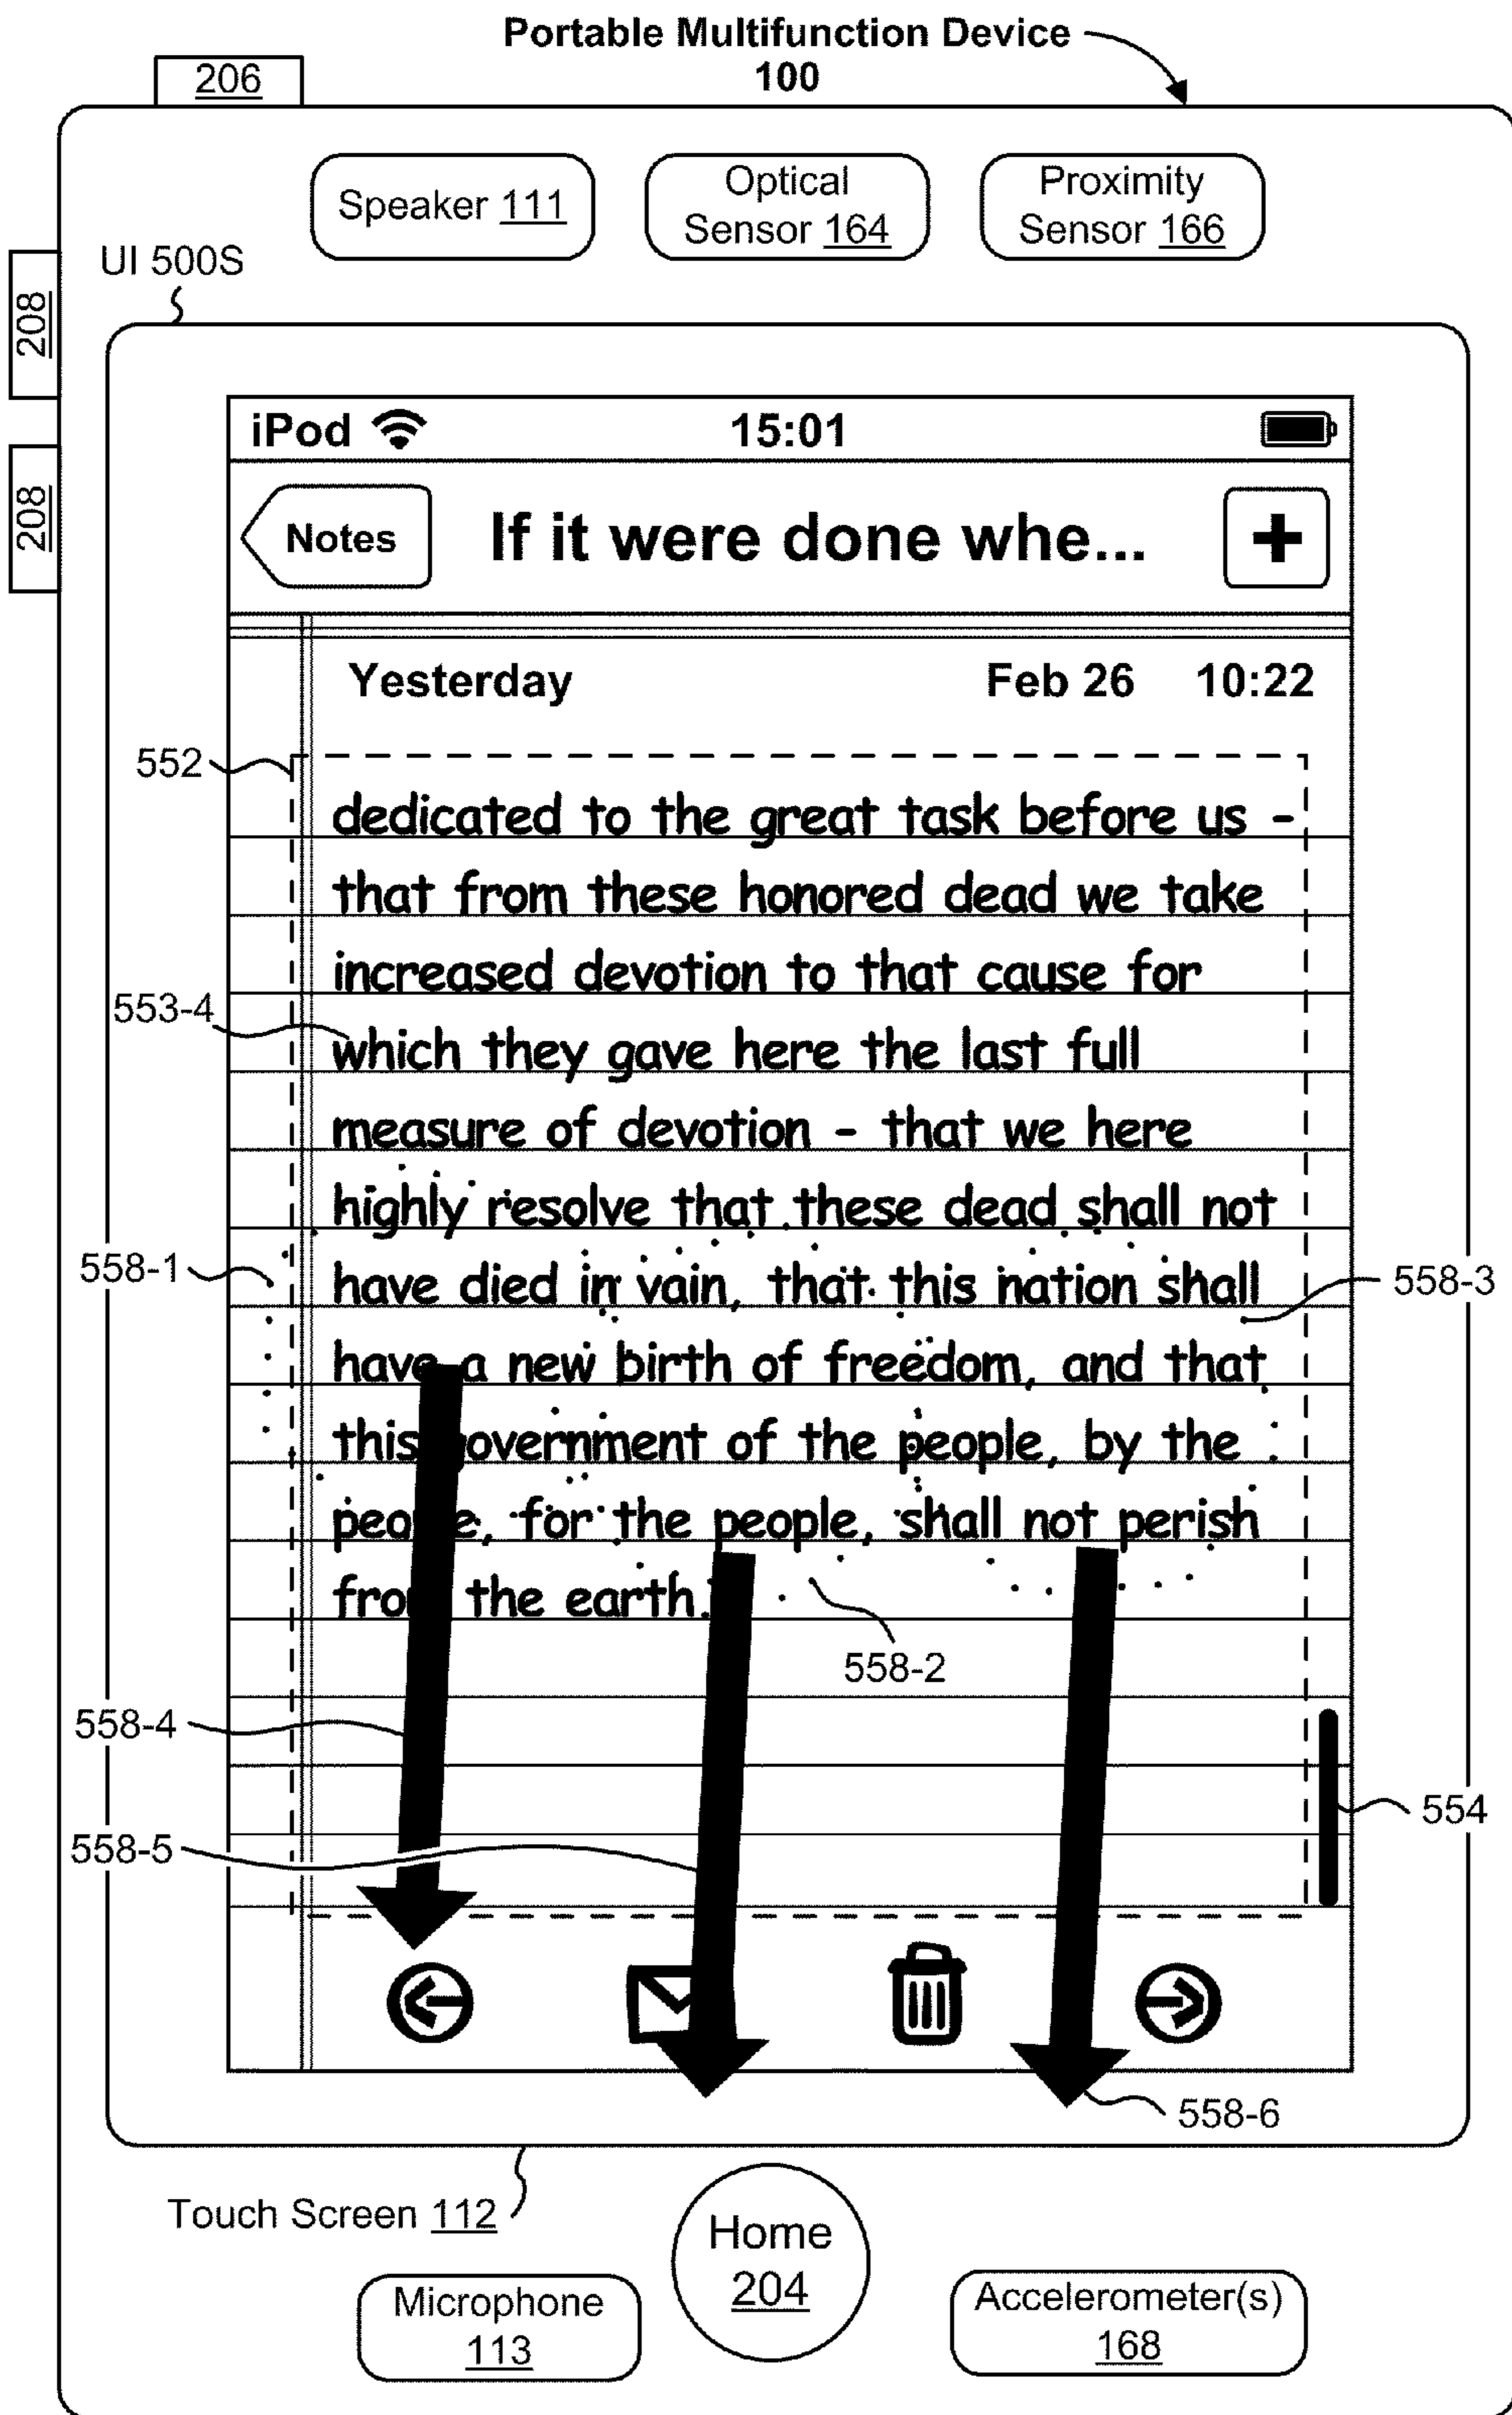 Portable Multifunction Device
100
206
Speaker 111
Optical
Sensor 164
Proximity
Sensor 166
UI 500S
208
208
iPod
15:01
Notes
If it were done whe...
+
Yesterday
Feb 26
10:22
552
dedicated to the great task before us -
that from these honored dead we take
increased devotion to that cause for
553-4
which they gave here the last full
measure of devotion - that we here
highly resolve that these dead shall not
558-1
have died in vain, that this nation shall
558-3
have a new birth of freedom, and that
this government of the people, by the
people, for the people, shall not perish
from the earth.
558-2
558-4
554
558-5
558-6
Touch Screen 112
Home
204
Microphone
113
Accelerometer(s)
168